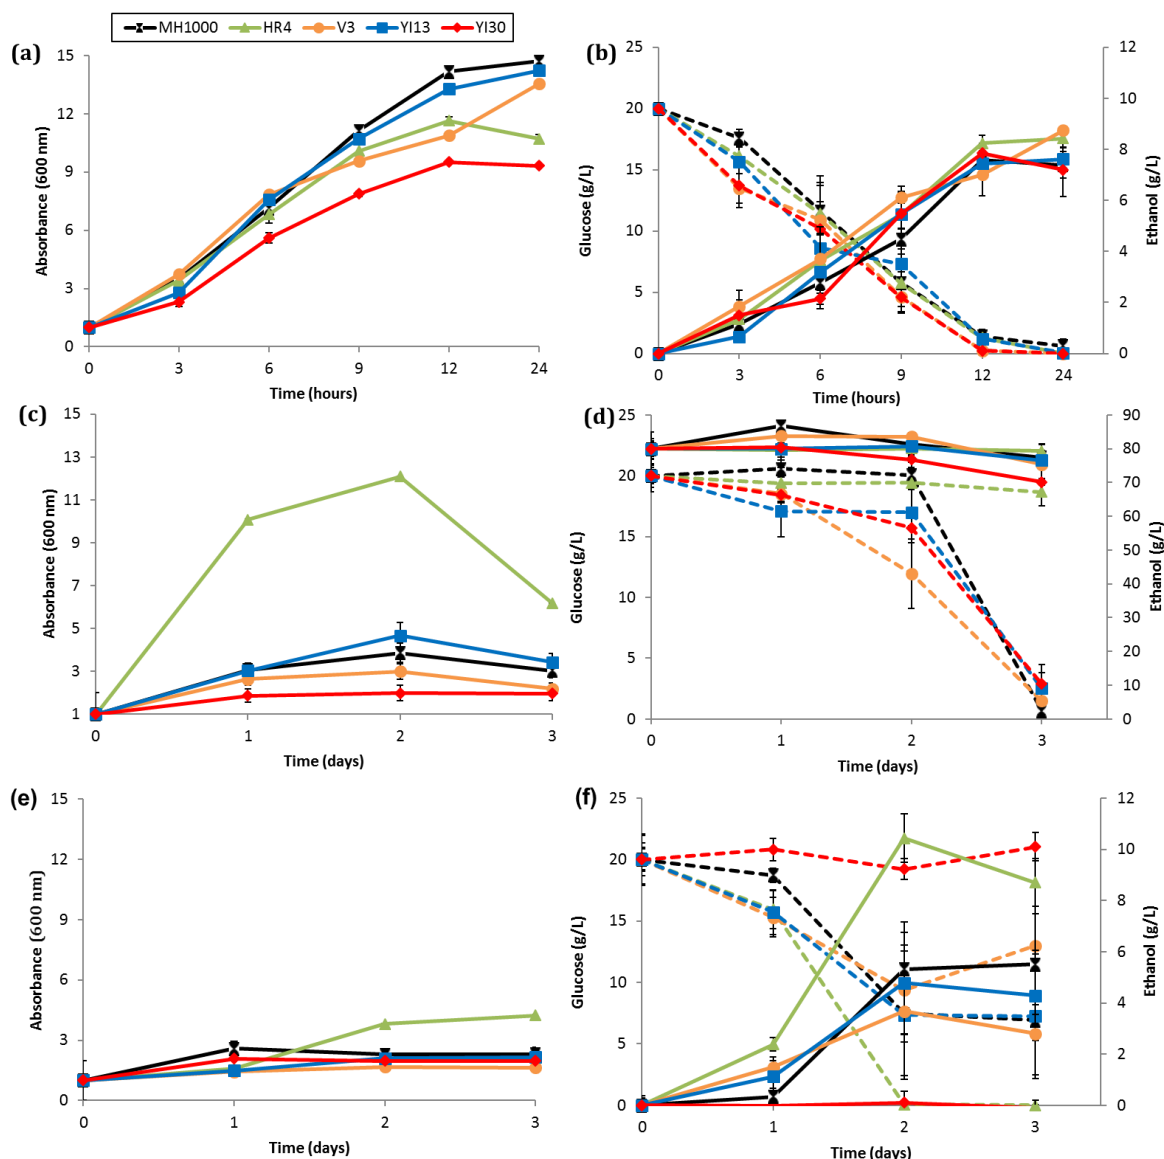 MH1000 HR4 V3 YI13 YI30
(a)
15
12
9
6
3
0
Absorbance (600 nm)
0 3 6 9 12 24
Time (hours)
(b)
25
20
15
10
5
0
Glucose (g/L)
12
10
8
6
4
2
0
Ethanol (g/L)
0 3 6 9 12 24
Time (hours)
(c)
15
13
11
9
7
5
3
1
Absorbance (600 nm)
0 1 2 3
Time (days)
(d)
25
20
15
10
5
0
Glucose (g/L)
90
80
70
60
50
40
30
20
10
0
Ethanol (g/L)
0 1 2 3
Time (days)
(e)
15
12
9
6
3
0
Absorbance (600 nm)
0 1 2 3
Time (days)
(f)
25
20
15
10
5
0
Glucose (g/L)
12
10
8
6
4
2
0
Ethanol (g/L)
0 1 2 3
Time (days)